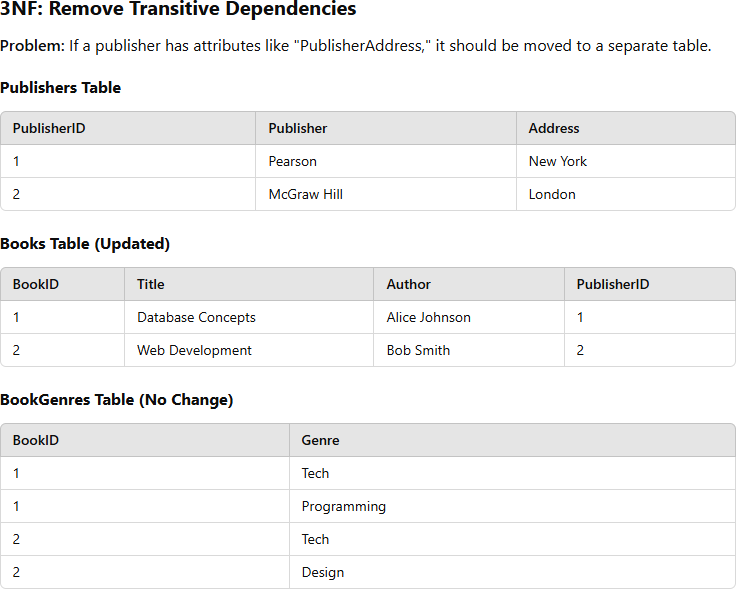 3NF: Remove Transitive Dependencies
Problem: If a publisher has attributes like "PublisherAddress," it should be moved to a separate table.
Publishers Table
PublisherID Publisher Address
1 Pearson New York
2 McGraw Hill London
Books Table (Updated)
BookID Title Author PublisherID
1 Database Concepts Alice Johnson 1
2 Web Development Bob Smith 2
BookGenres Table (No Change)
BookID Genre
1 Tech
1 Programming
2 Tech
2 Design